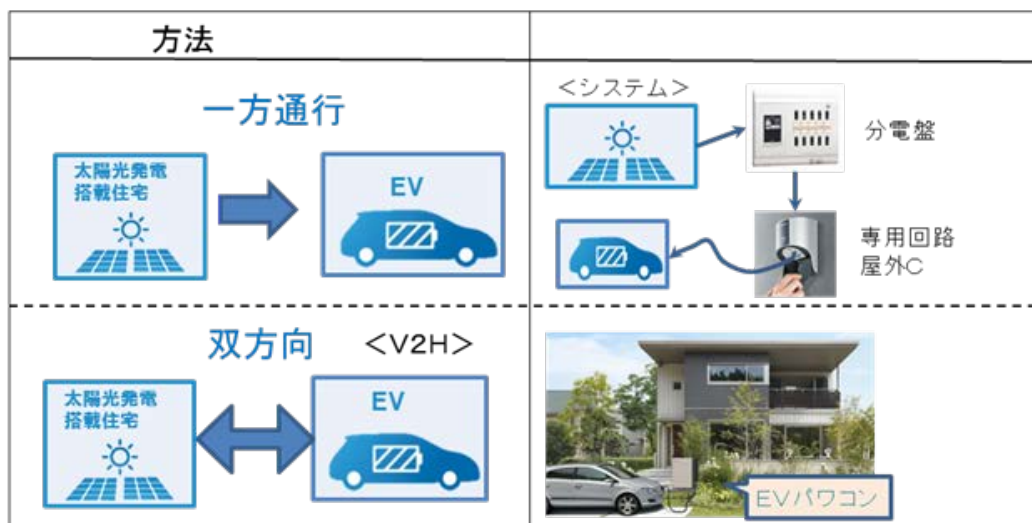 方法
一方通行
太陽光発電
搭載住宅
EV
＜システム＞
分電盤
専用回路
屋外C
双方向 ＜V2H＞
太陽光発電
搭載住宅
EV
EVパワコン